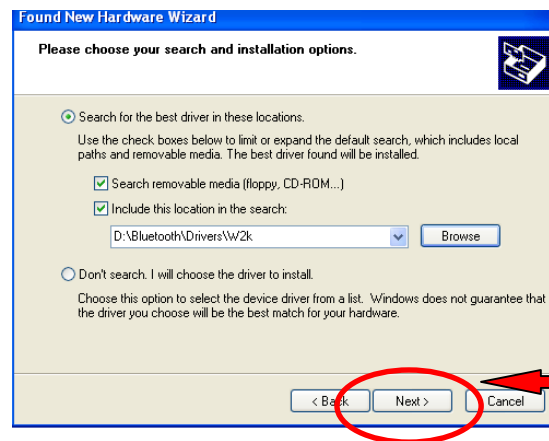 Found New Hardware Wizard
Please choose your search and installation options.
Search for the best driver in these locations.
Use the check boxes below to limit or expand the default search, which includes local
paths and removable media. The best driver found will be installed.
Search removable media (floppy, CD-ROM...)
Include this location in the search:
D:\Bluetooth\Drivers\W2k
Browse
Don't search. I will choose the driver to install.
Choose this option to select the device driver from a list. Windows does not guarantee that
the driver you choose will be the best match for your hardware.
< Back Next > Cancel